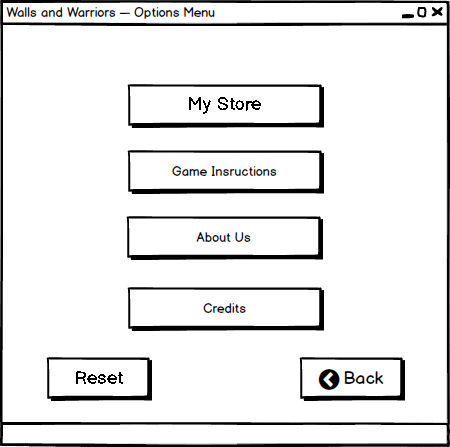 Walls and Warriors — Options Menu
My Store
Game Insructions
About Us
Credits
Reset
Back